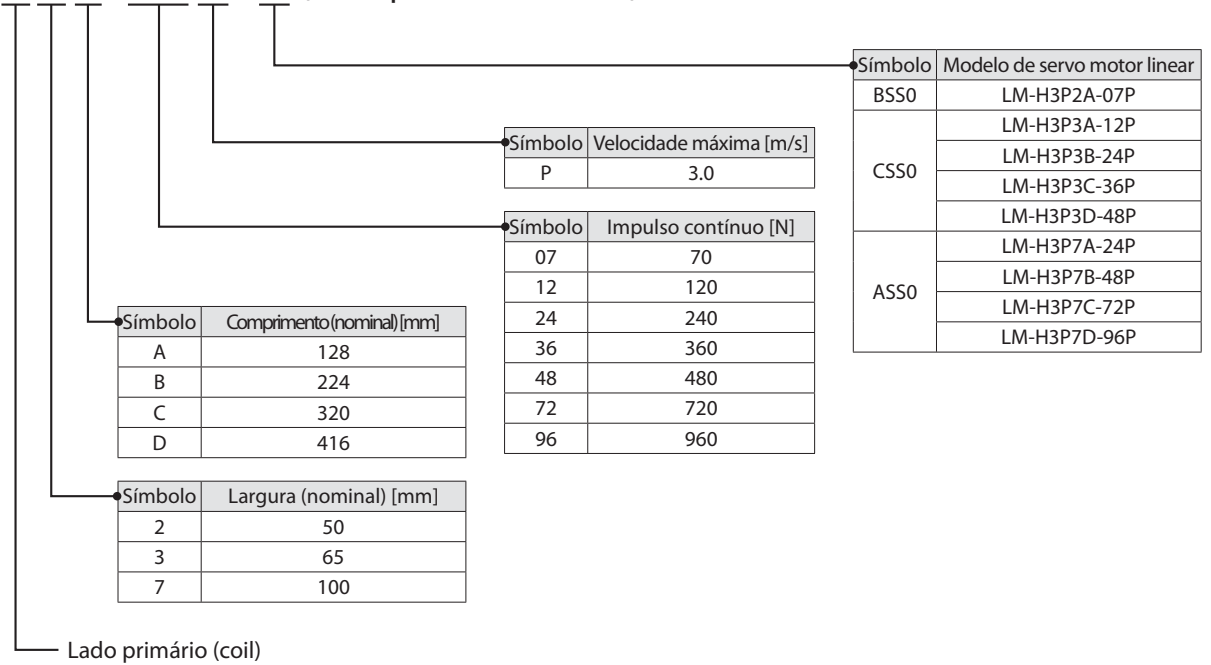 Símbolo Modelo de servo motor linear
BSS0 LM-H3P2A-07P
CSS0 LM-H3P3A-12P
LM-H3P3B-24P
LM-H3P3C-36P
LM-H3P3D-48P
ASS0 LM-H3P7A-24P
LM-H3P7B-48P
LM-H3P7C-72P
LM-H3P7D-96P
Símbolo Velocidade máxima [m/s]
P 3.0
Símbolo Impulso contínuo [N]
07 70
12 120
24 240
36 360
48 480
72 720
96 960
Símbolo Comprimento (nominal) [mm]
A 128
B 224
C 320
D 416
Símbolo Largura (nominal) [mm]
2 50
3 65
7 100
Lado primário (coil)